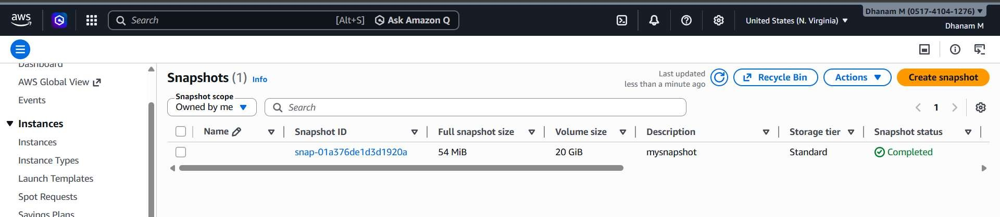 aws
Search [Alt+S] Ask Amazon Q
United States (N. Virginia)
Dhanam M (0517-4104-1276)
Dhanam M
Dashboard
AWS Global View
Events
Instances
Instances
Instance Types
Launch Templates
Spot Requests
Savings Plans
Snapshots (1) Info
Last updated
less than a minute ago
Recycle Bin
Actions
Create snapshot
Snapshot scope
Owned by me
Search
1
Name Snapshot ID Full snapshot size Volume size Description Storage tier Snapshot status
snap-01a376de1d3d1920a 54 MiB 20 GiB mysnapshot Standard Completed